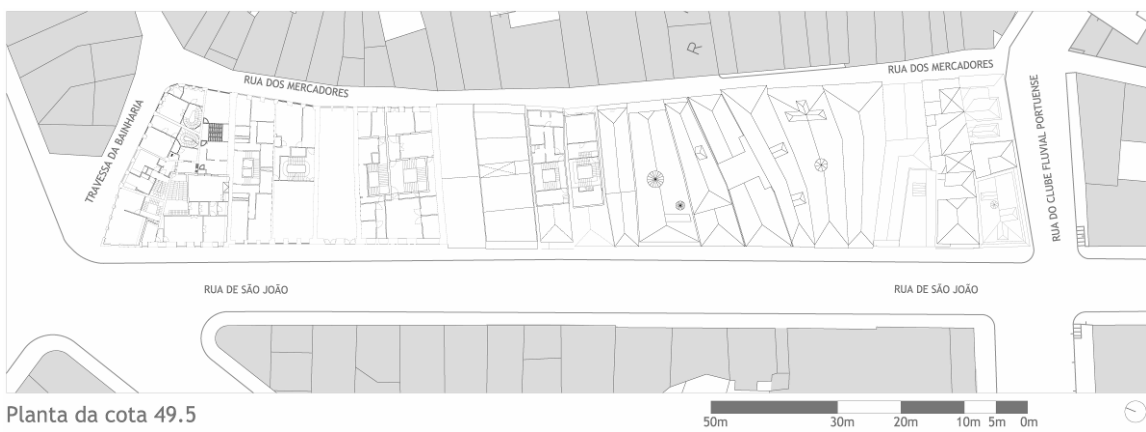 R
RUA DOS MERCADORES
RUA DOS MERCADORES
TRAVESSA DA BAINHARIA
RUA DO CLUBE FLUVIAL PORTUENSE
RUA DE SÃO JOÃO
RUA DE SÃO JOÃO
Planta da cota 49.5
50m 30m 20m 10m 5m 0m